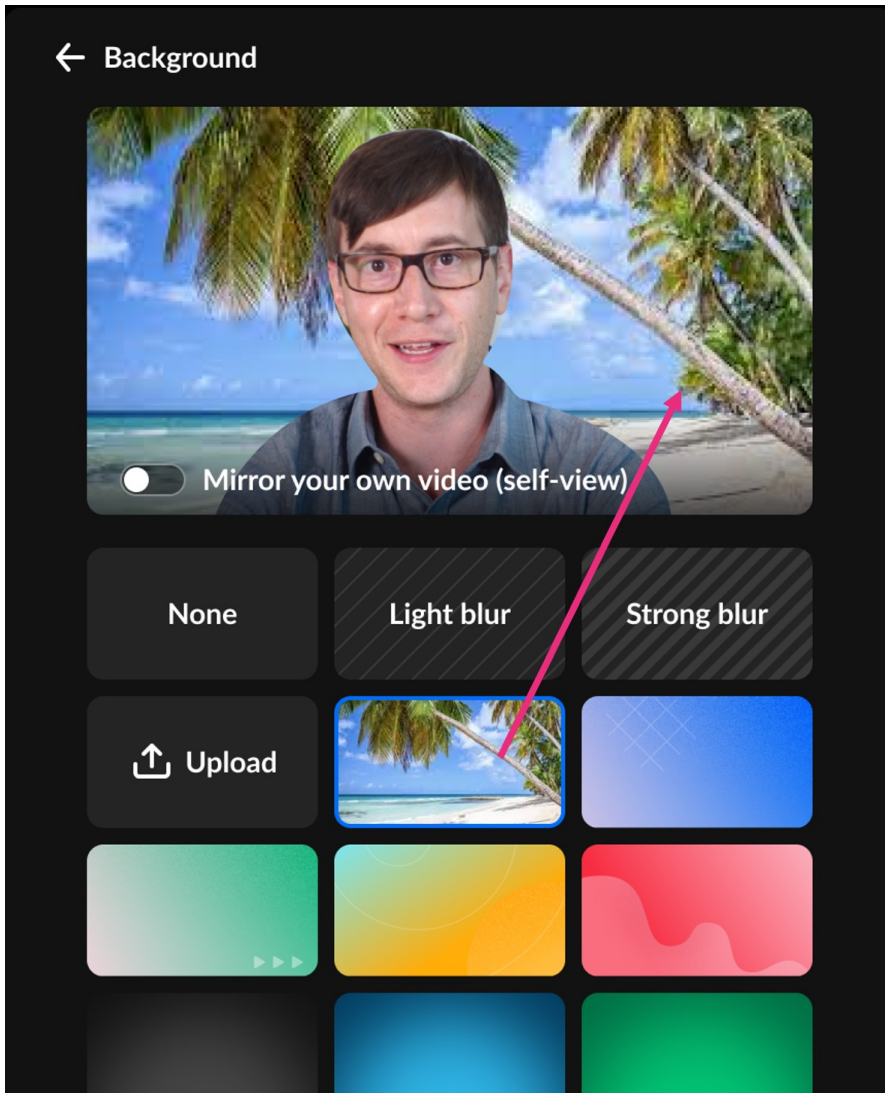 Background
Mirror your own video (self-view)
None
Light blur
Strong blur
Upload